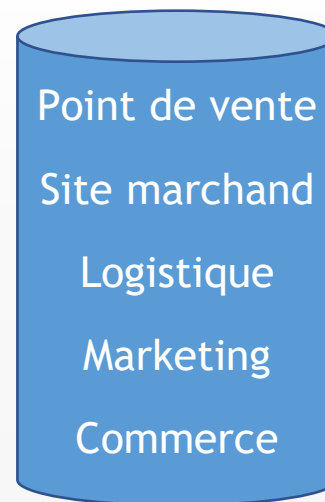 Point de vente
Site marchand
Logistique
Marketing
Commerce